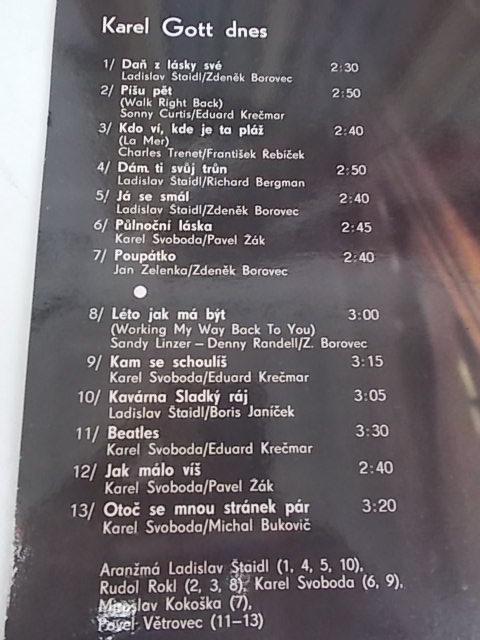 Karel Gott dnes
1/ Daň z lásky své 2:30
Ladislav Štaidl/Zdeněk Borovec
2/ Píšu pět 2:50
(Walk Right Back)
Sonny Curtis/Eduard Krečmar
3/ Kdo ví, kde je ta pláž 2:40
(La Mer)
Charles Trenet/František Řebíček
4/ Dám ti svůj trůn 2:50
Ladislav Štaidl/Richard Bergman
5/ Já se smál 2:40
Ladislav Štaidl/Zdeněk Borovec
6/ Půlnoční láska 2:45
Karel Svoboda/Pavel Žák
7/ Poupátko 2:40
Jan Zelenka/Zdeněk Borovec
8/ Léto jak má být 3:00
(Working My Way Back To You)
Sandy Linzer – Denny Randell/Z. Borovec
9/ Kam se schoulíš 3:15
Karel Svoboda/Eduard Krečmar
10/ Kavárna Sladký ráj 3:05
Ladislav Štaidl/Boris Janíček
11/ Beatles 3:30
Karel Svoboda/Eduard Krečmar
12/ Jak málo víš 2:40
Karel Svoboda/Pavel Žák
13/ Otoč se mnou stránek pár 3:20
Karel Svoboda/Michal Bukovič
Aranžmá Ladislav Štaidl (1, 4, 5, 10),
Rudol Rokl (2, 3, 8), Karel Svoboda (6, 9),
Miroslav Kokoška (7),
Pavel Větrovec (11–13)